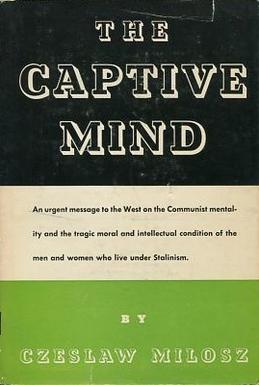 THE
CAPTIVE
MIND
An urgent message to the West on the Communist mental-
ity and the tragic moral and intellectual condition of the
men and women who live under Stalinism.
BY
CZESLAW MILOSZ